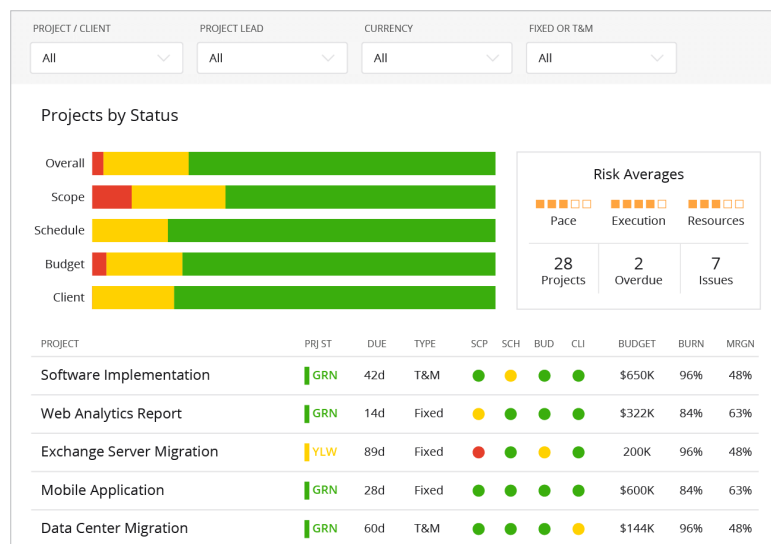 PROJECT / CLIENT PROJECT LEAD CURRENCY FIXED OR T&M
All All All All
Projects by Status
Overall
Scope
Schedule
Budget
Client
Risk Averages
Pace Execution Resources
28 2 7
Projects Overdue Issues
PROJECT PRJ ST DUE TYPE SCP SCH BUD CLI BUDGET BURN MRGN
Software Implementation GRN 42d T&M $650K 96% 48%
Web Analytics Report GRN 14d Fixed $322K 84% 63%
Exchange Server Migration YLW 89d Fixed 200K 96% 48%
Mobile Application GRN 28d Fixed $600K 84% 63%
Data Center Migration GRN 60d T&M $144K 96% 48%